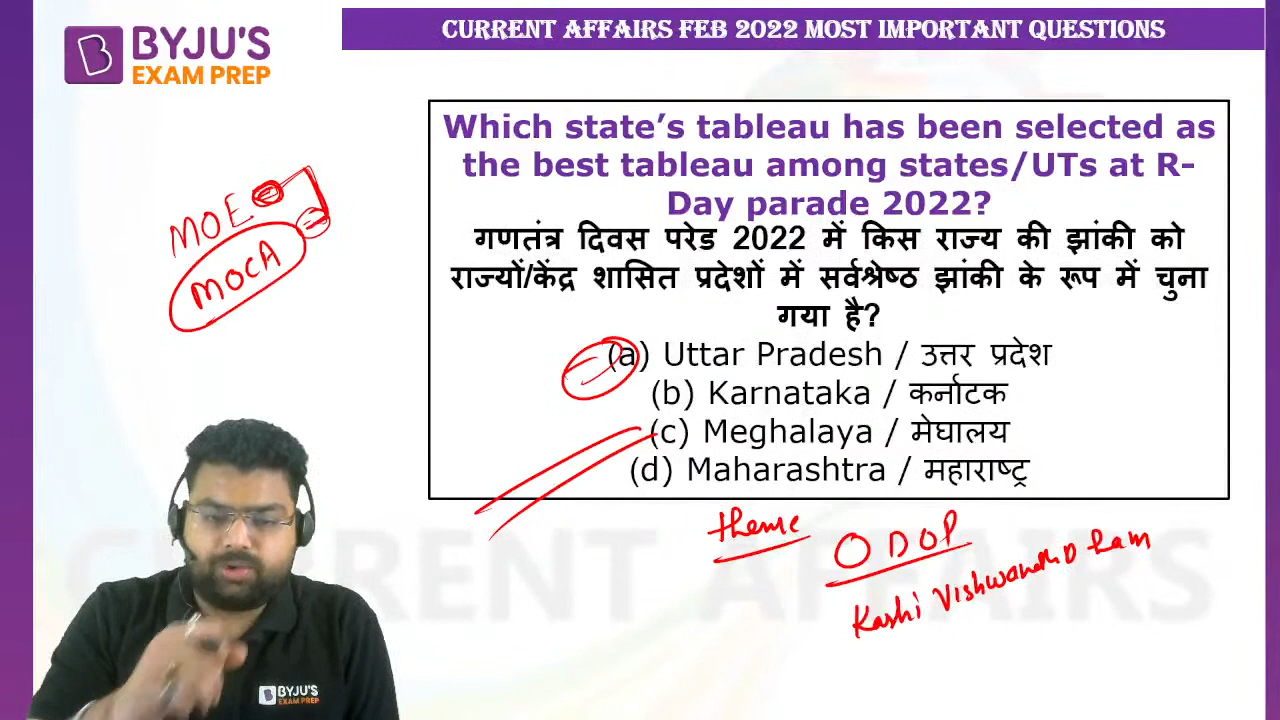 BYJU'S
EXAM PREP
CURRENT AFFAIRS FEB 2022 MOST IMPORTANT QUESTIONS
Which state's tableau has been selected as
the best tableau among states/UTs at R-
Day parade 2022?
गणतंत्र दिवस परेड 2022 में किस राज्य की झांकी को
राज्यों/केंद्र शासित प्रदेशों में सर्वश्रेष्ठ झांकी के रूप में चुना
गया है?
(a) Uttar Pradesh / उत्तर प्रदेश
(b) Karnataka / कर्नाटक
(c) Meghalaya / मेघालय
(d) Maharashtra / महाराष्ट्र
MOE
MOCA
theme
ODOP
Kashi Vishwanath Dham
CURRENT AFFAIRS
BYJU'S
EXAM PREP